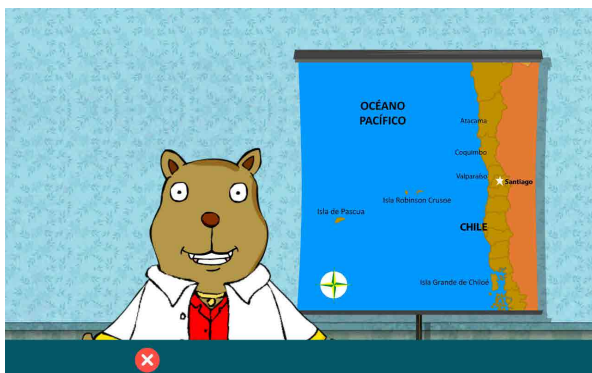 OCÉANO
PACÍFICO
Atacama
Coquimbo
Valparaíso
Santiago
Isla Robinson Crusoe
Isla de Pascua
CHILE
Isla Grande de Chiloé